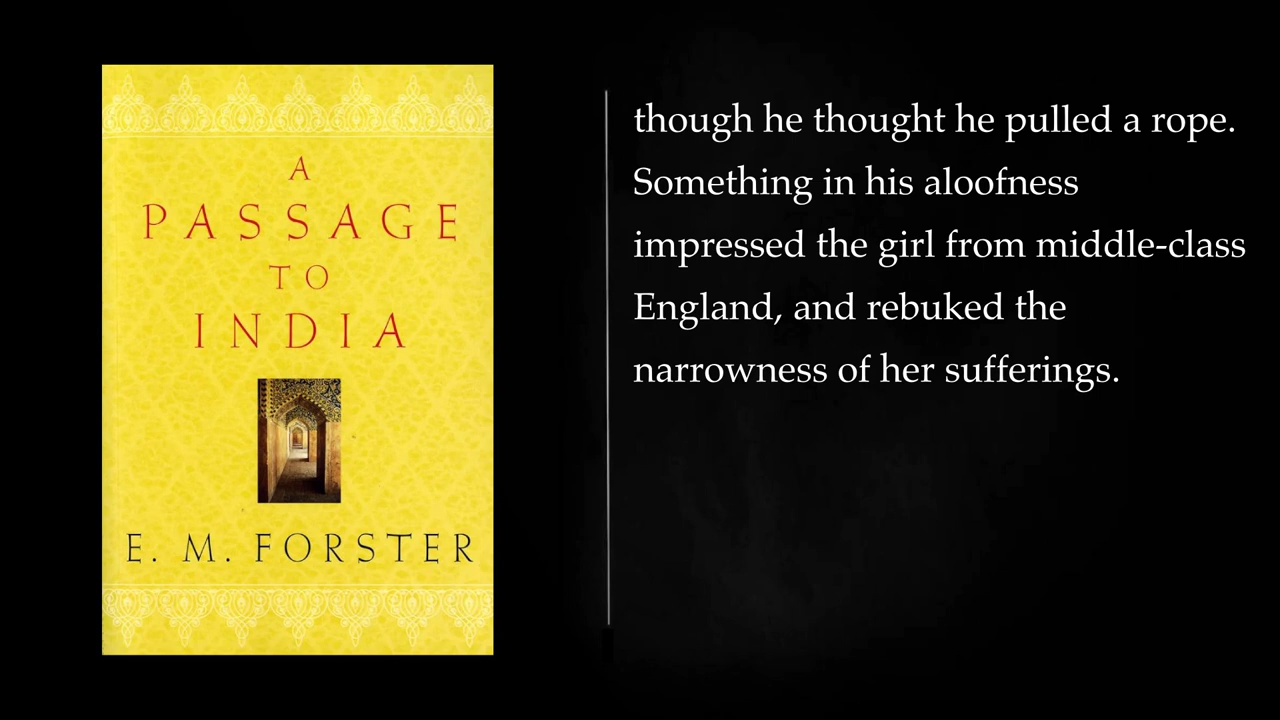 A
PASSAGE
TO
INDIA
E. M. FORSTER
though he thought he pulled a rope.
Something in his aloofness
impressed the girl from middle-class
England, and rebuked the
narrowness of her sufferings.